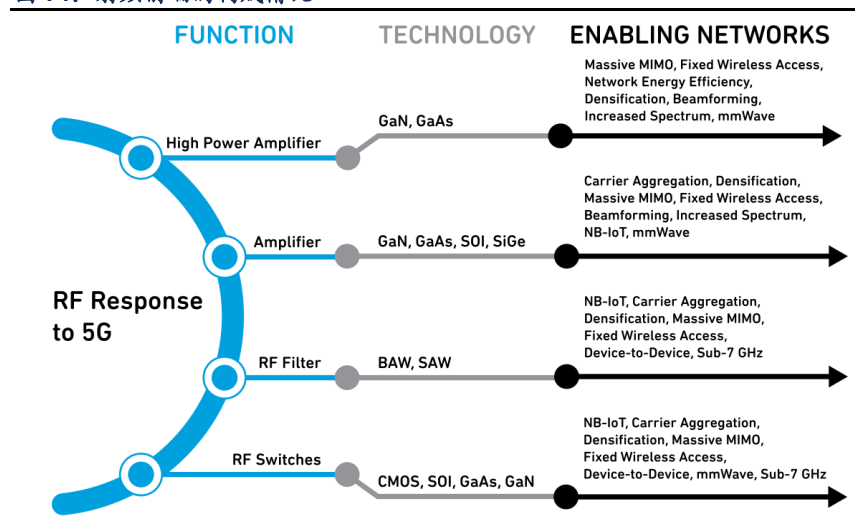 FUNCTION
TECHNOLOGY
ENABLING NETWORKS
Massive MIMO, Fixed Wireless Access,
Network Energy Efficiency,
Densification, Beamforming,
Increased Spectrum, mmWave
GaN, GaAs
High Power Amplifier
Carrier Aggregation, Densification,
Massive MIMO, Fixed Wireless Access,
Beamforming, Increased Spectrum,
NB-IoT, mmWave
Amplifier
GaN, GaAs, SOI, SiGe
RF Response
to 5G
NB-IoT, Carrier Aggregation,
Densification, Massive MIMO,
Fixed Wireless Access,
Device-to-Device, Sub-7 GHz
RF Filter
BAW, SAW
NB-IoT, Carrier Aggregation,
Densification, Massive MIMO,
Fixed Wireless Access,
Device-to-Device, mmWave, Sub-7 GHz
RF Switches
CMOS, SOI, GaAs, GaN